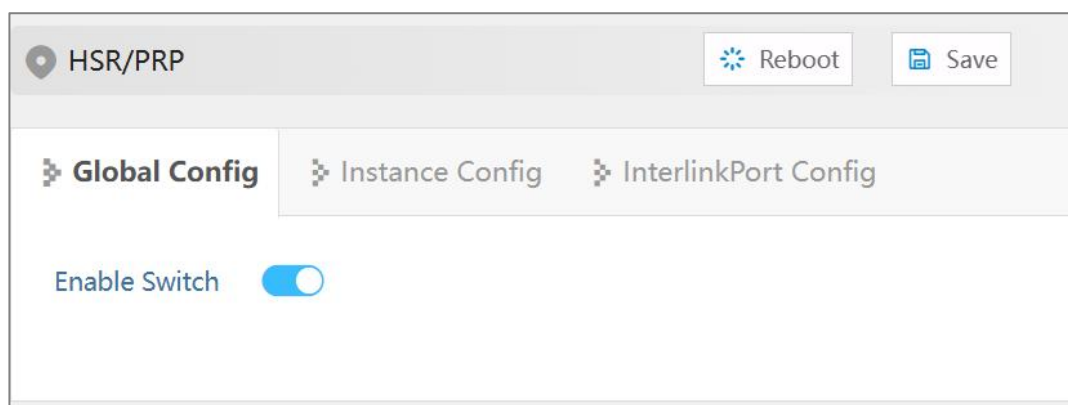 HSR/PRP Reboot Save
Global Config Instance Config InterlinkPort Config
Enable Switch